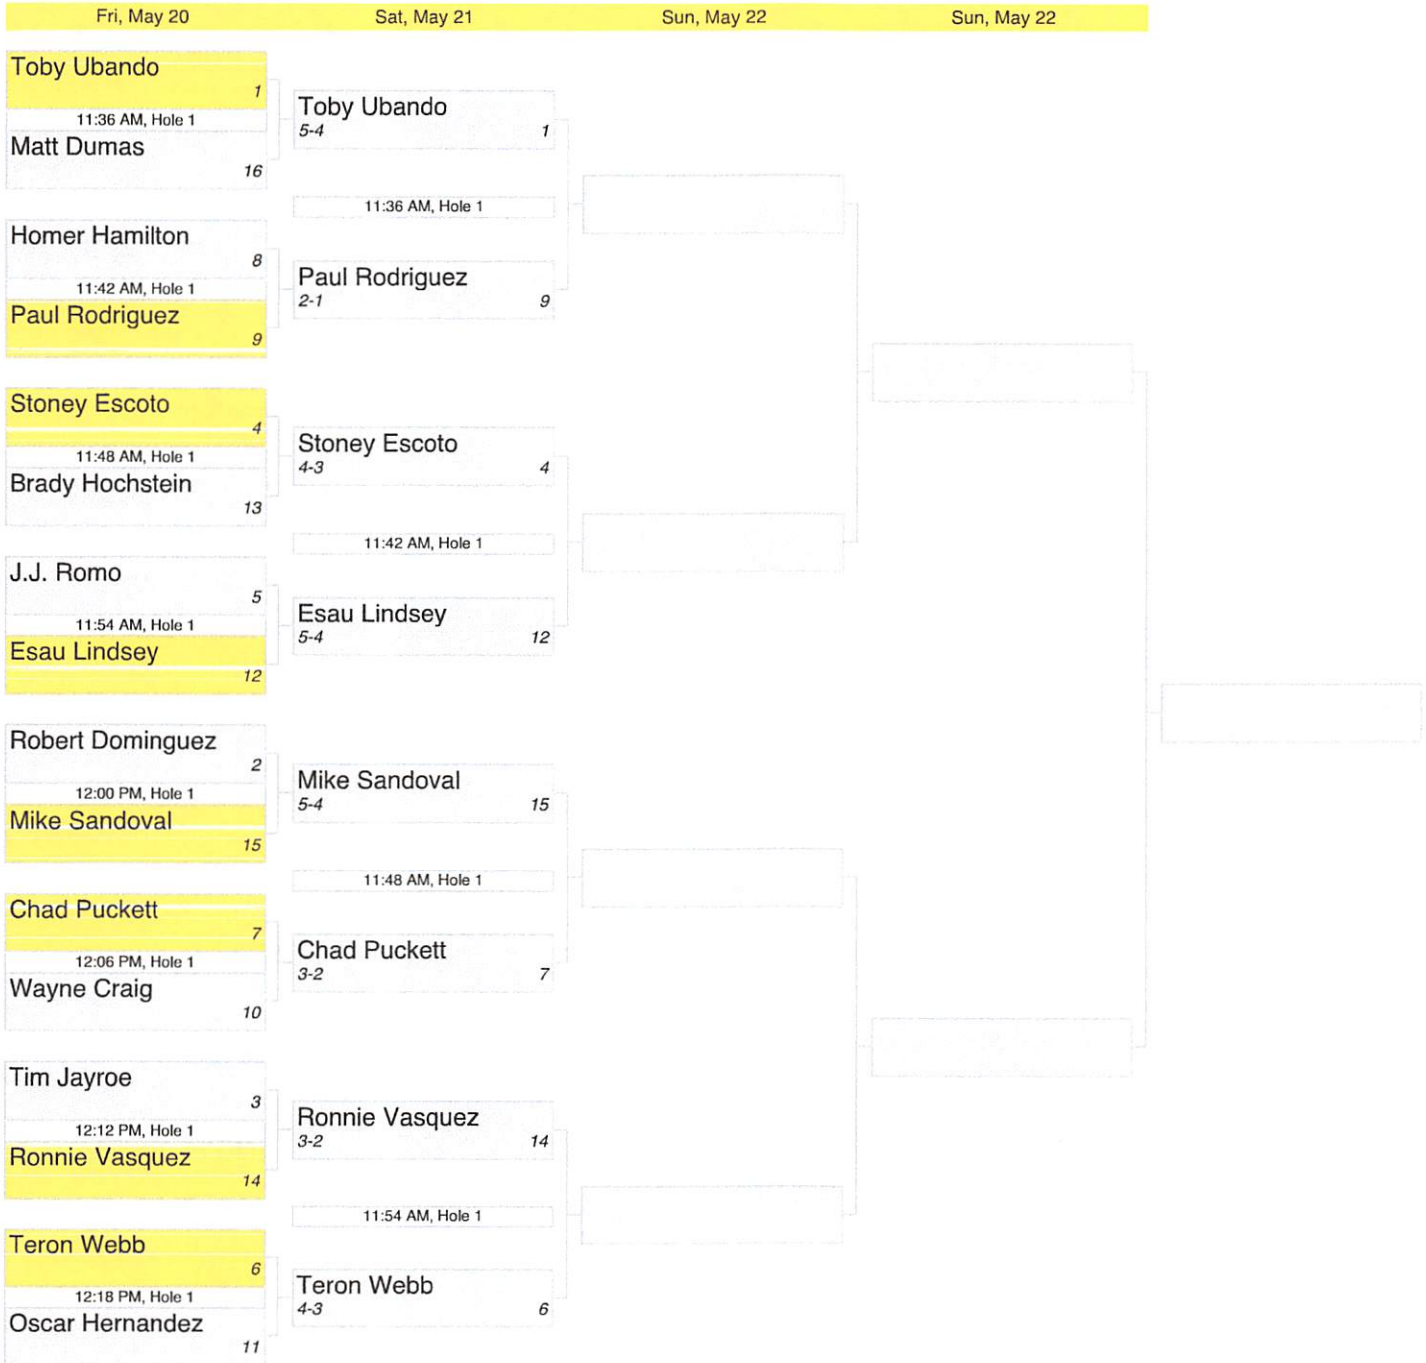 Fri, May 20
Sat, May 21
Sun, May 22
Sun, May 22
Toby Ubando
1
11:36 AM, Hole 1
Matt Dumas
16
Homer Hamilton
8
11:42 AM, Hole 1
Paul Rodriguez
9
Stoney Escoto
4
11:48 AM, Hole 1
Brady Hochstein
13
J.J. Romo
5
11:54 AM, Hole 1
Esau Lindsey
12
Robert Dominguez
2
12:00 PM, Hole 1
Mike Sandoval
15
Chad Puckett
7
12:06 PM, Hole 1
Wayne Craig
10
Tim Jayroe
3
12:12 PM, Hole 1
Ronnie Vasquez
14
Teron Webb
6
12:18 PM, Hole 1
Oscar Hernandez
11
Toby Ubando
5-4 1
11:36 AM, Hole 1
Paul Rodriguez
2-1 9
Stoney Escoto
4-3 4
11:42 AM, Hole 1
Esau Lindsey
5-4 12
Mike Sandoval
5-4 15
11:48 AM, Hole 1
Chad Puckett
3-2 7
Ronnie Vasquez
3-2 14
11:54 AM, Hole 1
Teron Webb
4-3 6